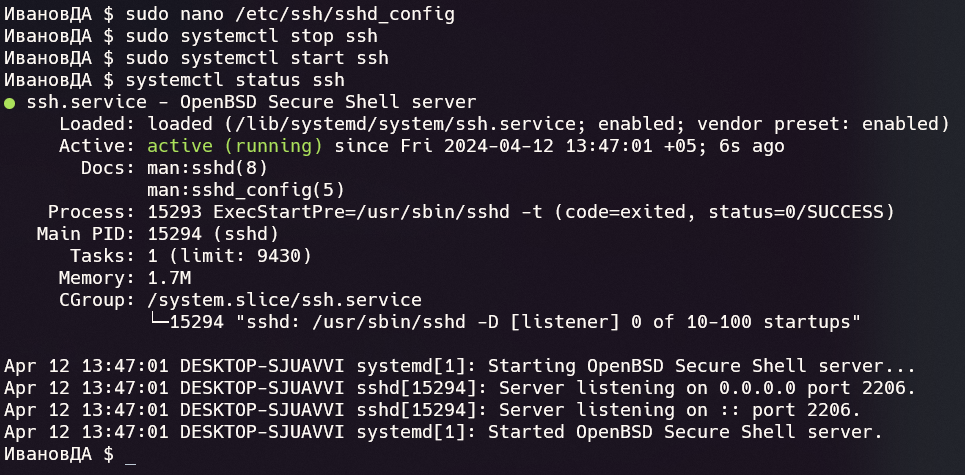 ИвановДА $ sudo nano /etc/ssh/sshd_config
ИвановДА $ sudo systemctl stop ssh
ИвановДА $ sudo systemctl start ssh
ИвановДА $ systemctl status ssh
● ssh.service - OpenBSD Secure Shell server
     Loaded: loaded (/lib/systemd/system/ssh.service; enabled; vendor preset: enabled)
     Active: active (running) since Fri 2024-04-12 13:47:01 +05; 6s ago
       Docs: man:sshd(8)
             man:sshd_config(5)
    Process: 15293 ExecStartPre=/usr/sbin/sshd -t (code=exited, status=0/SUCCESS)
   Main PID: 15294 (sshd)
      Tasks: 1 (limit: 9430)
     Memory: 1.7M
     CGroup: /system.slice/ssh.service
             └─15294 "sshd: /usr/sbin/sshd -D [listener] 0 of 10-100 startups"

Apr 12 13:47:01 DESKTOP-SJUAVVI systemd[1]: Starting OpenBSD Secure Shell server...
Apr 12 13:47:01 DESKTOP-SJUAVVI sshd[15294]: Server listening on 0.0.0.0 port 2206.
Apr 12 13:47:01 DESKTOP-SJUAVVI sshd[15294]: Server listening on :: port 2206.
Apr 12 13:47:01 DESKTOP-SJUAVVI systemd[1]: Started OpenBSD Secure Shell server.
ИвановДА $ _